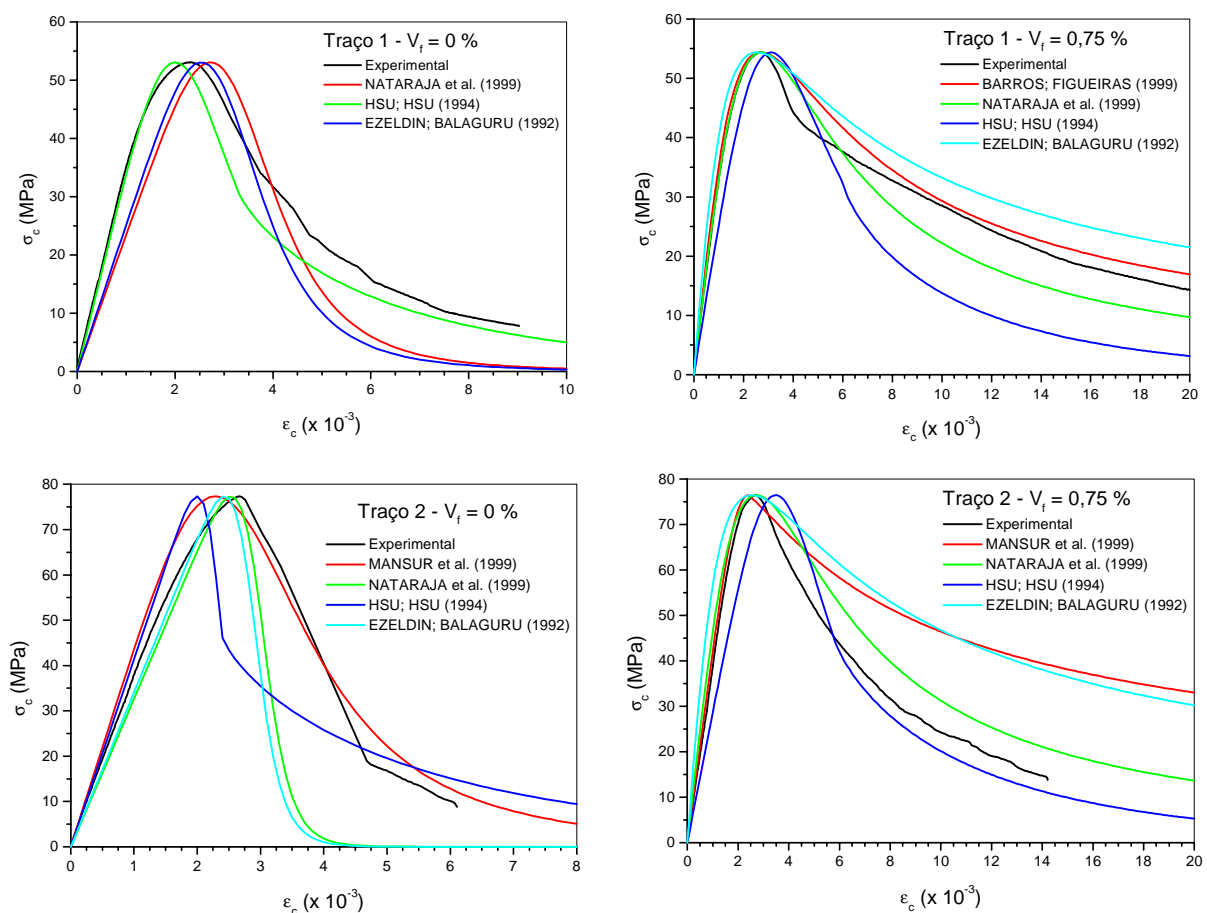 Traço 1 - V_f = 0 %
Experimental
NATARAJA et al. (1999)
HSU; HSU (1994)
EZELDIN; BALAGURU (1992)
σ_c (MPa)
60
50
40
30
20
10
0
0 2 4 6 8 10
ε_c (x 10^-3)
Traço 1 - V_f = 0,75 %
Experimental
BARROS; FIGUEIRAS (1999)
NATARAJA et al. (1999)
HSU; HSU (1994)
EZELDIN; BALAGURU (1992)
σ_c (MPa)
60
50
40
30
20
10
0
0 2 4 6 8 10 12 14 16 18 20
ε_c (x 10^-3)
Traço 2 - V_f = 0 %
Experimental
MANSUR et al. (1999)
NATARAJA et al. (1999)
HSU; HSU (1994)
EZELDIN; BALAGURU (1992)
σ_c (MPa)
80
70
60
50
40
30
20
10
0
0 1 2 3 4 5 6 7 8
ε_c (x 10^-3)
Traço 2 - V_f = 0,75 %
Experimental
MANSUR et al. (1999)
NATARAJA et al. (1999)
HSU; HSU (1994)
EZELDIN; BALAGURU (1992)
σ_c (MPa)
80
70
60
50
40
30
20
10
0
0 2 4 6 8 10 12 14 16 18 20
ε_c (x 10^-3)